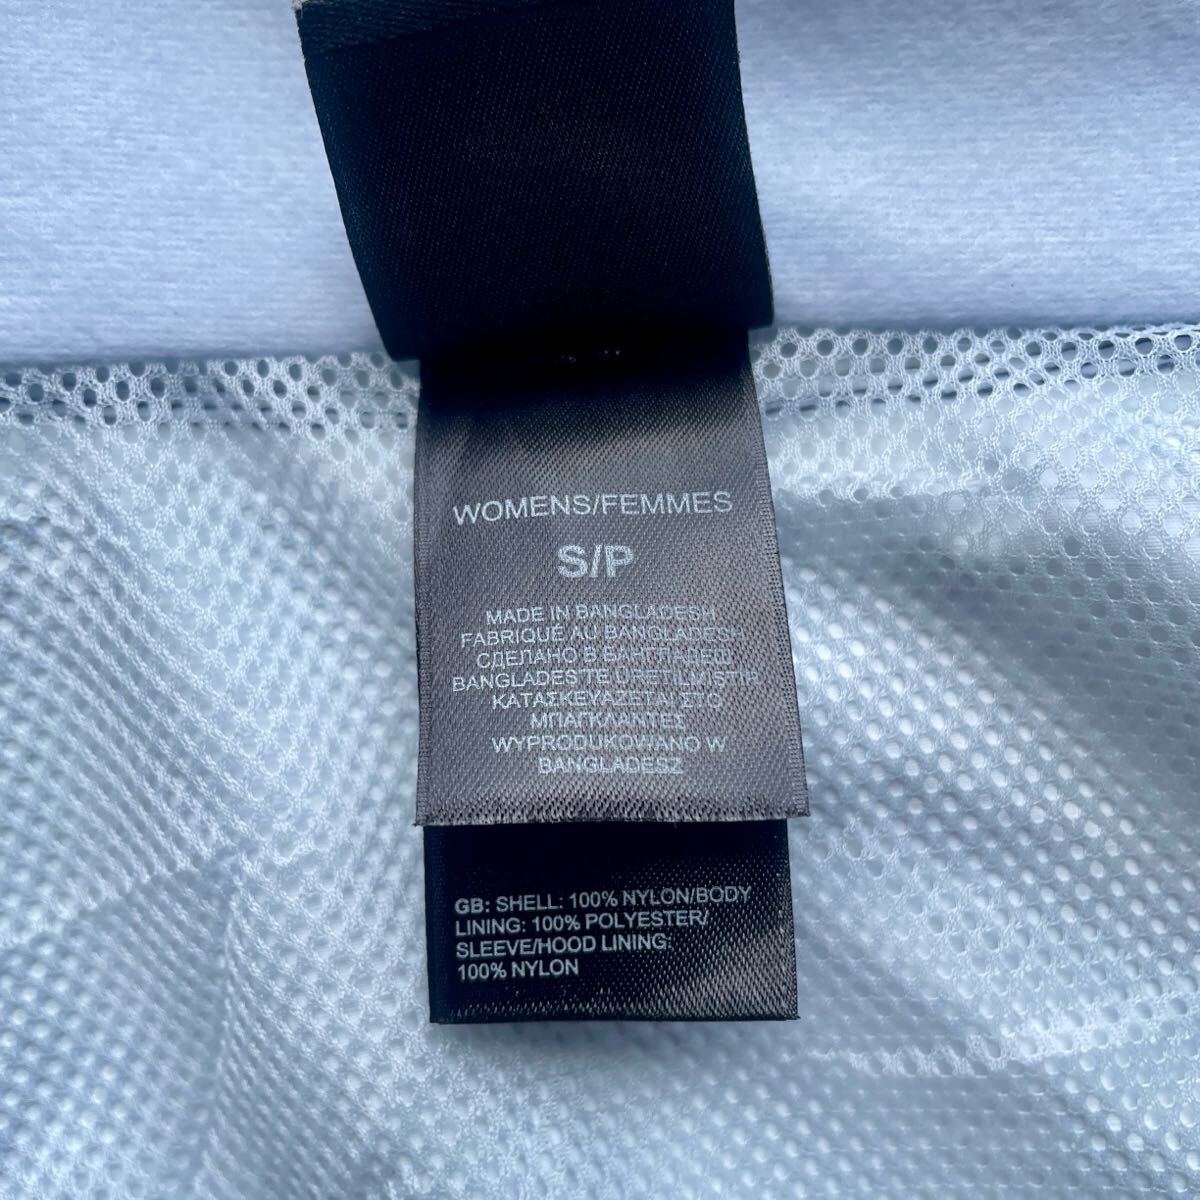 WOMENS/FEMMES
S/P
MADE IN BANGLADESH
FABRIQUÉ AU BANGLADESH
СДЕЛАНО В БАНГЛАДЕШ
BANGLADES'TE ÜRETILMISTIR
ΚΑΤΑΣΚΕΥΑΖΕΤΑΙ ΣΤΟ
ΜΠΑΓΚΛΑΝΤΕΣ
WYPRODUKOWANO W
BANGLADESZ
GB: SHELL: 100% NYLON/BODY
LINING: 100% POLYESTER/
SLEEVE/HOOD LINING:
100% NYLON